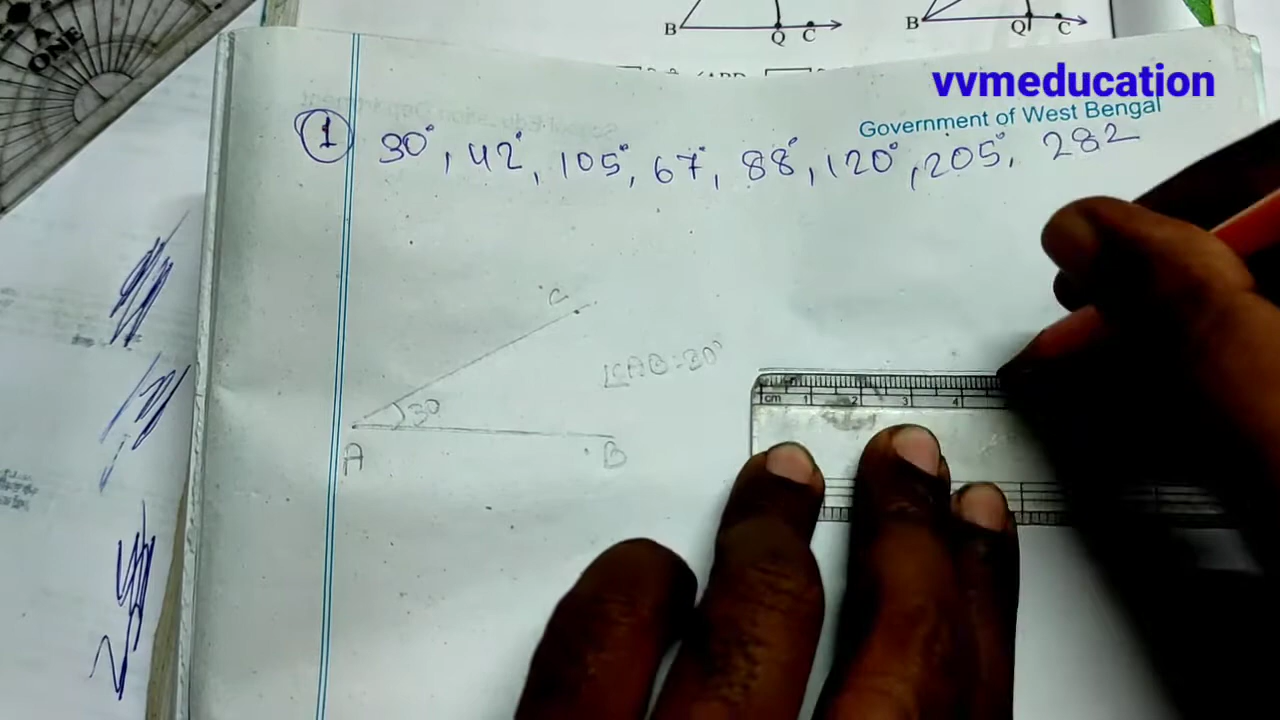 B Q C B Q C
ONE
vvmeducation
Government of West Bengal
1 30°, 42°, 105°, 67°, 88°, 120°, 205°, 282
C
∠CAB=30°
30
A B
cm 1 2 3 4